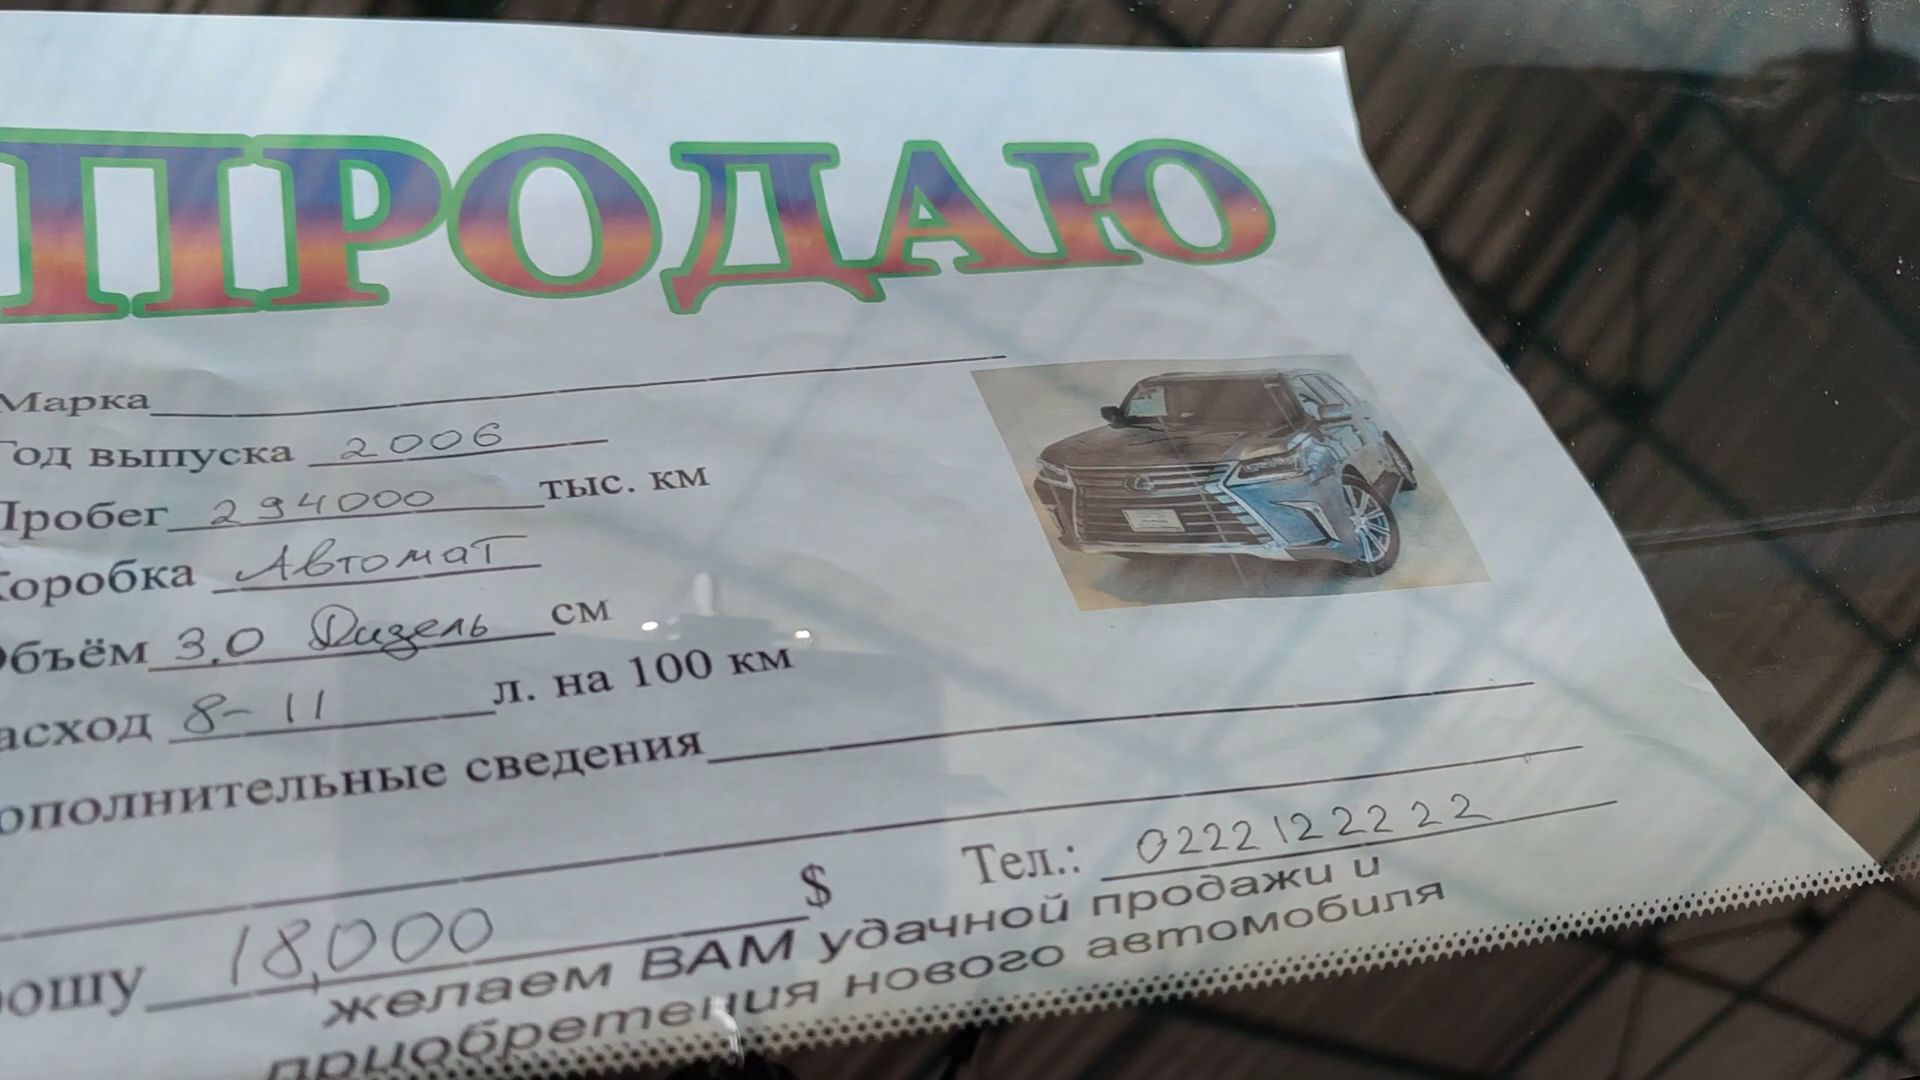 ПРОДАЮ
Марка
Год выпуска 2006
Пробег 294000 тыс. км
Коробка Автомат
Объём 3,0 Дизель см
асход 8-11 л. на 100 км
ополнительные сведения
Тел.: 0222122222
рошу 18,000 $
желаем ВАМ удачной продажи и
приобретения нового автомобиля